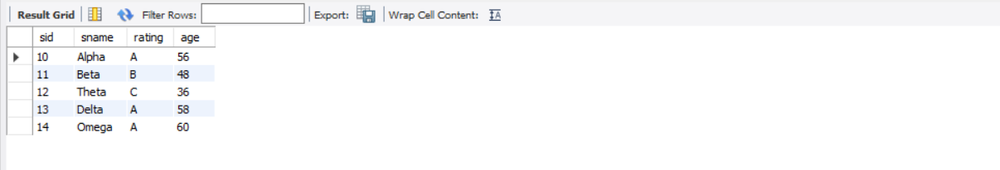 Result Grid Filter Rows: Export: Wrap Cell Content: IA
sid sname rating age
10 Alpha A 56
11 Beta B 48
12 Theta C 36
13 Delta A 58
14 Omega A 60